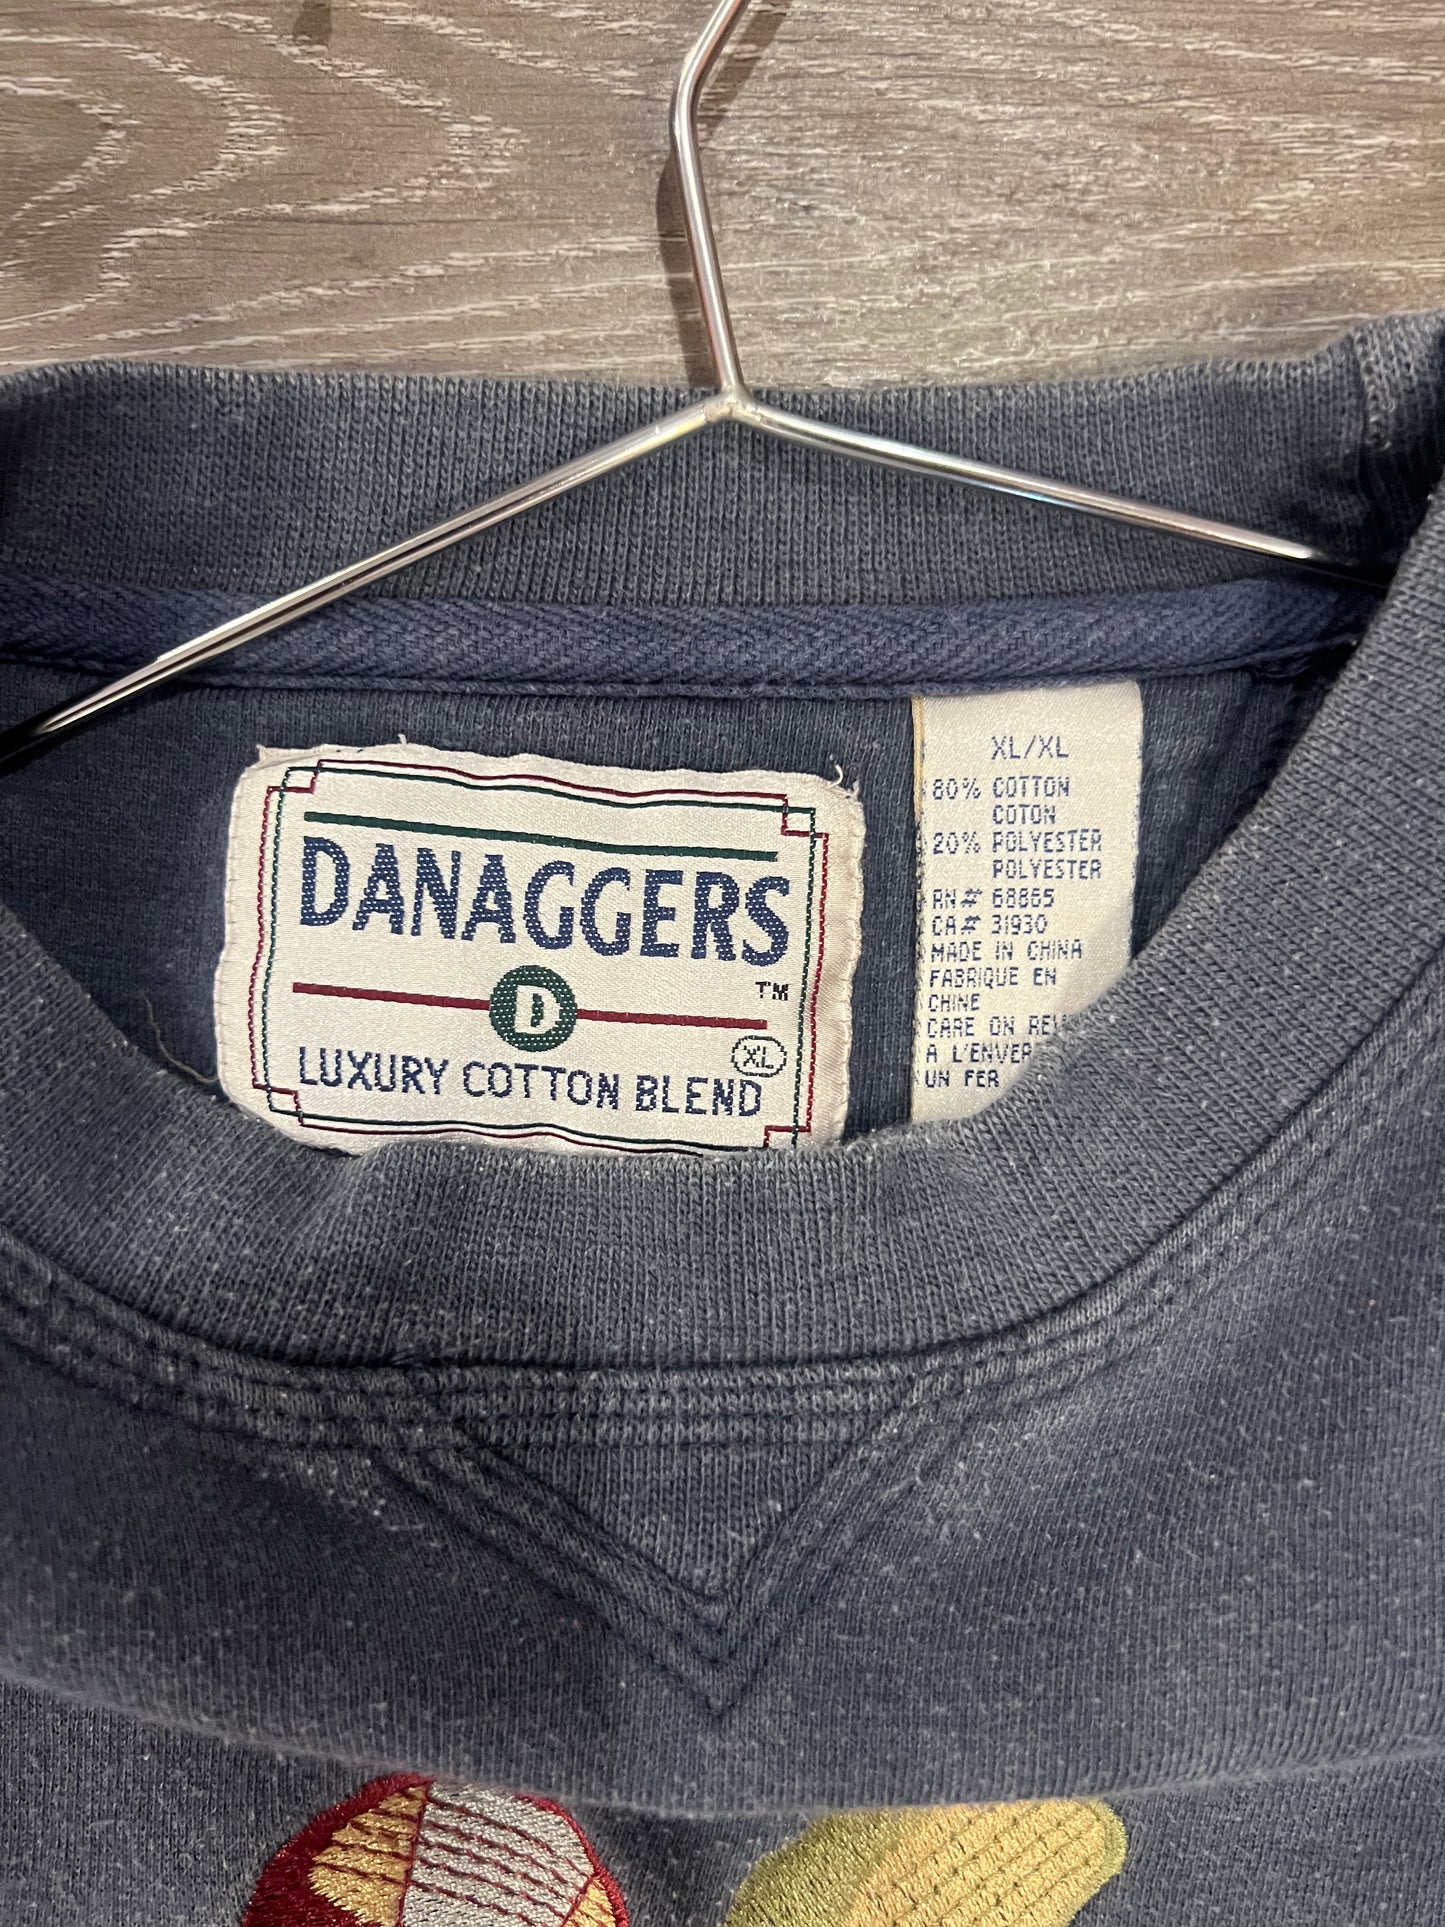 DANAGGERS
TM
D
XL
LUXURY COTTON BLEND
XL/XL
80% COTTON
COTON
20% POLYESTER
POLYESTER
RN# 68865
CA# 31930
MADE IN CHINA
FABRIQUE EN
CHINE
CARE ON
A
UN FER